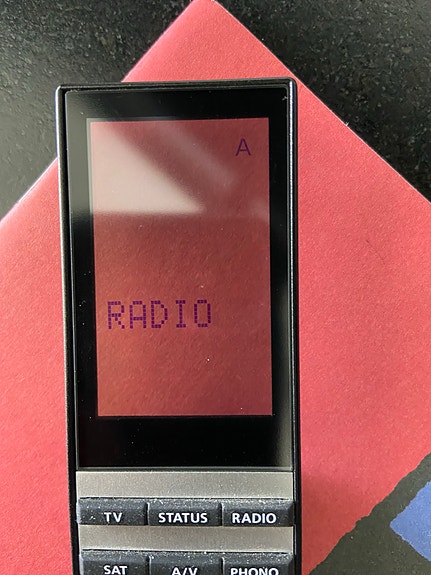 A
RADIO
TV STATUS RADIO
SAT A/V PHONO